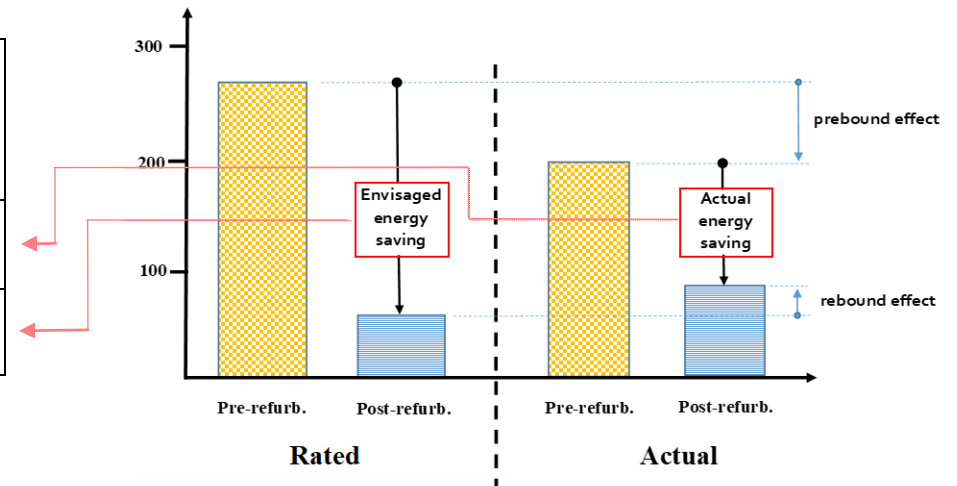 300
200
100
prebound effect
Envisaged
energy
saving
Actual
energy
saving
rebound effect
Pre-refurb.
Post-refurb.
Pre-refurb.
Post-refurb.
Rated
Actual